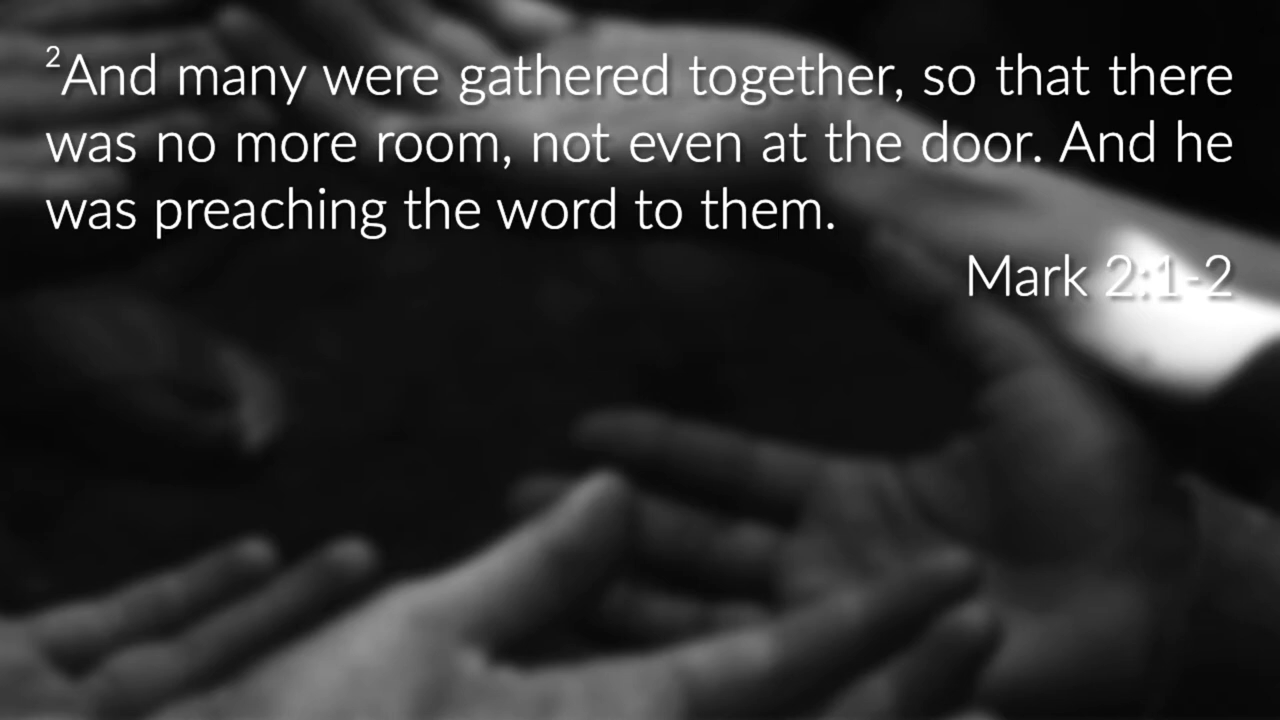 ²And many were gathered together, so that there
was no more room, not even at the door. And he
was preaching the word to them.
Mark 2:1-2